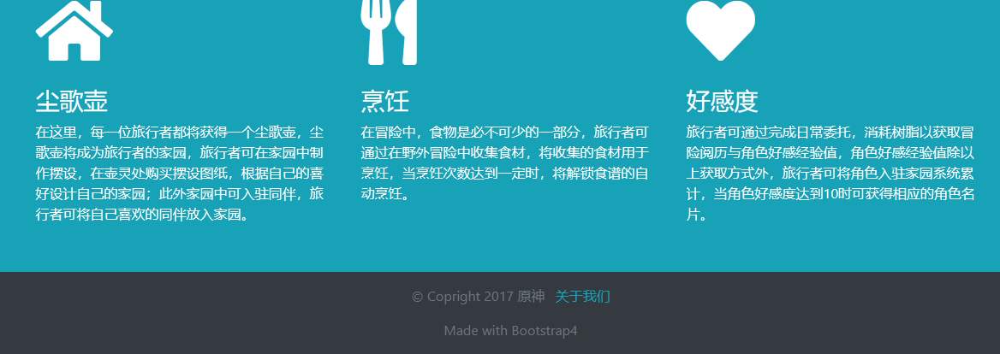 尘歌壶
在这里，每一位旅行者都将获得一个尘歌壶，尘
歌壶将成为旅行者的家园，旅行者可在家园中制
作摆设，在壶灵处购买摆设图纸，根据自己的喜
好设计自己的家园；此外家园中可入驻同伴，旅
行者可将自己喜欢的同伴放入家园。
烹饪
在冒险中，食物是必不可少的一部分，旅行者可
通过在野外冒险中收集食材，将收集的食材用于
烹饪，当烹饪次数达到一定时，将解锁食谱的自
动烹饪。
好感度
旅行者可通过完成日常委托，消耗树脂以获取冒
险阅历与角色好感经验值，角色好感经验值除以
上获取方式外，旅行者可将角色入驻家园系统累
计，当角色好感度达到10时可获得相应的角色名
片。
© Copright 2017 原神 关于我们
Made with Bootstrap4